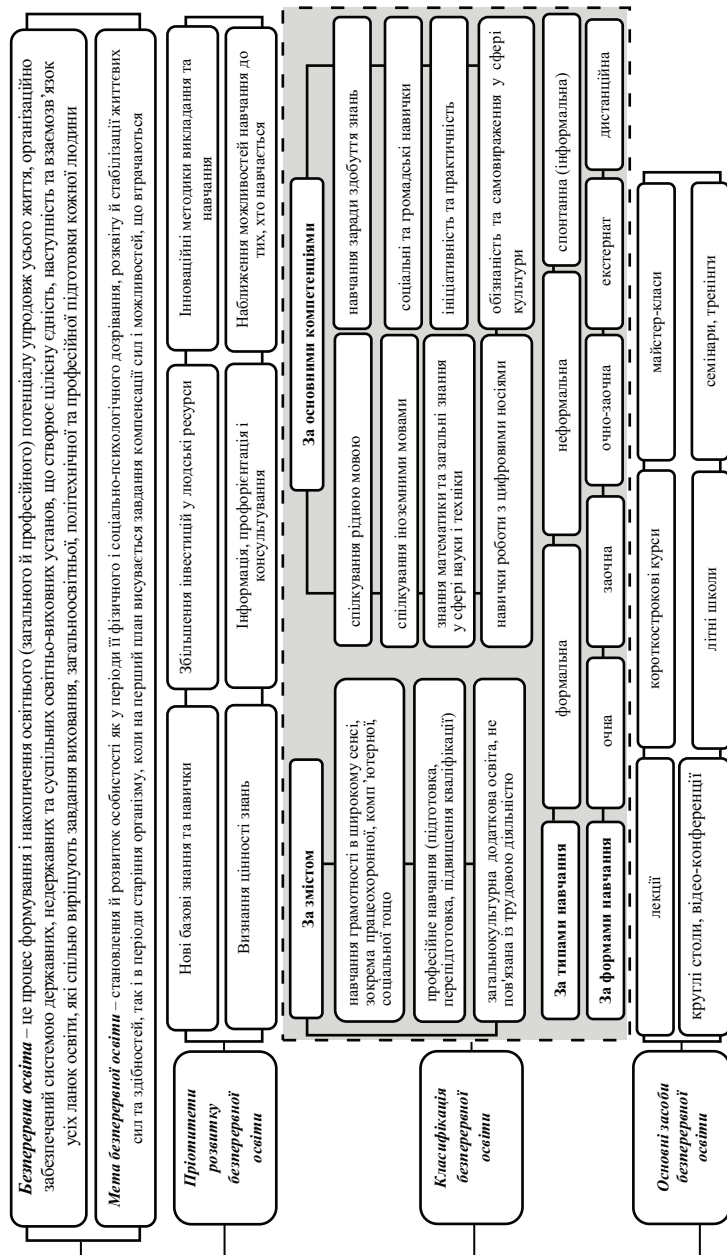 Безперервна освіта – це процес формування і накопичення освітнього (загального й професійного) потенціалу упродовж усього життя, організаційно
забезпечений системою державних, недержавних та суспільних освітньо-виховних установ, що створює цілісну єдність, наступність та взаємозв'язок
усіх ланок освіти, які спільно вирішують завдання виховання, загальноосвітньої, політехнічної та професійної підготовки кожної людини
Мета безперервної освіти – становлення й розвиток особистості як у періоди її фізичного і соціально-психологічного дозрівання, розквіту й стабілізації життєвих
сил та здібностей, так і в періоди старіння організму, коли на перший план висувається завдання компенсації сил і можливостей, що втрачаються
Пріотитети
розвитку
безперервної
освіти
Нові базові знання та навички
Збільшення інвестицій у людські ресурси
Інноваційні методики викладання та
навчання
Визнання цінності знань
Інформація, профорієнтація і
консультування
Наближення можливостей навчання до
тих, хто навчається
Класифікація
безперервної
освіти
За змістом
навчання грамотності в широкому сенсі,
зокрема працеохоронної, комп`ютерної,
соціальної тощо
професійне навчання (підготовка,
перепідготовка, підвищення кваліфікації)
загальнокультурна додаткова освіта, не
пов'язана із трудовою діяльністю
За основними компетенціями
спілкування рідною мовою
навчання заради здобуття знань
спілкування іноземними мовами
соціальні та громадські навички
знання математики та загальні знання
у сфері науки і техніки
ініціативність та практичність
навички роботи з цифровими носіями
обізнаність та самовираження у сфері
культури
За типами навчання
формальна
неформальна
спонтанна (інформальна)
За формами навчання
очна
заочна
очно-заочна
екстернат
дистанційна
Основні засоби
безперервної
освіти
лекції
короткострокові курси
майстер-класи
круглі столи, відео-конференції
літні школи
семінари, тренінги